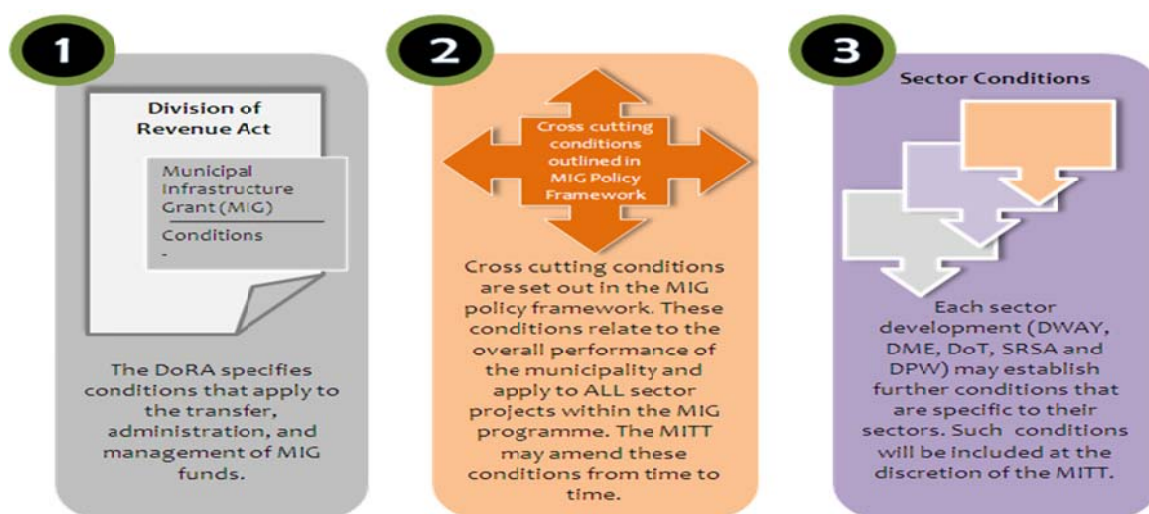 1
Division of
Revenue Act
Municipal
Infrastructure
Grant (MIG)
Conditions
-
The DoRA specifies
conditions that apply to
the transfer,
administration, and
management of MIG
funds.
2
Cross cutting
conditions
outlined in
MIG Policy
Framework
Cross cutting conditions
are set out in the MIG
policy framework. These
conditions relate to the
overall performance of
the municipality and
apply to ALL sector
projects within the MIG
programme. The MITT
may amend these
conditions from time to
time.
3
Sector Conditions
Each sector
development (DWAY,
DME, DoT, SRSA and
DPW) may establish
further conditions that
are specific to their
sectors. Such conditions
will be included at the
discretion of the MITT.